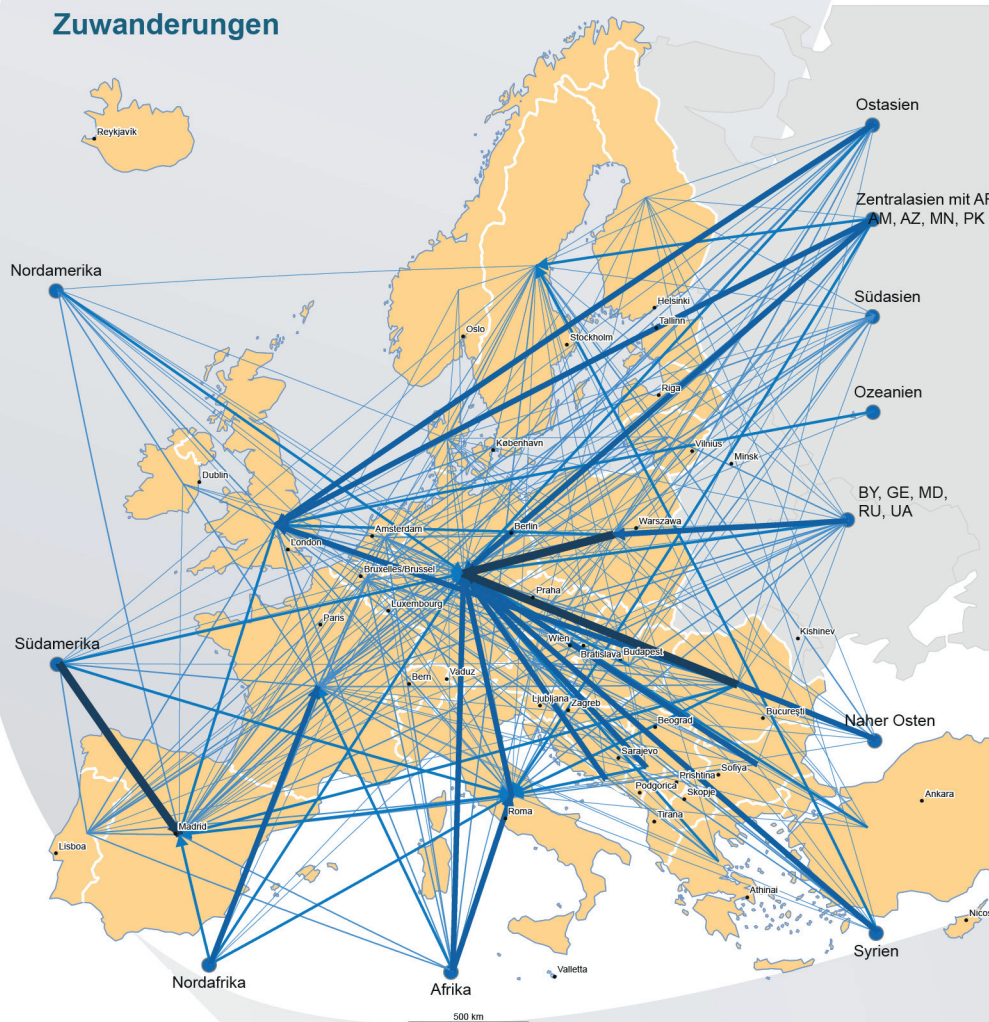 Zuwanderungen
Reykjavík
Ostasien
Zentralasien mit AF
AM, AZ, MN, PK
Nordamerika
Südasien
Helsinki
Tallinn
Oslo
Stockholm
Riga
Ozeanien
København
Vilnius
Minsk
Dublin
BY, GE, MD,
RU, UA
Amsterdam
Berlin
Warszawa
London
Bruxelles/Brussel
Praha
Luxembourg
Paris
Kishinev
Südamerika
Wien
Bratislava
Budapest
Bern
Vaduz
Ljubljana
Zagreb
București
Beograd
Naher Osten
Sarajevo
Sofiya
Prishtina
Podgorica
Skopje
Ankara
Roma
Tirana
Madrid
Lisboa
Athinai
Nicos
Syrien
Valletta
Nordafrika
Afrika
500 km